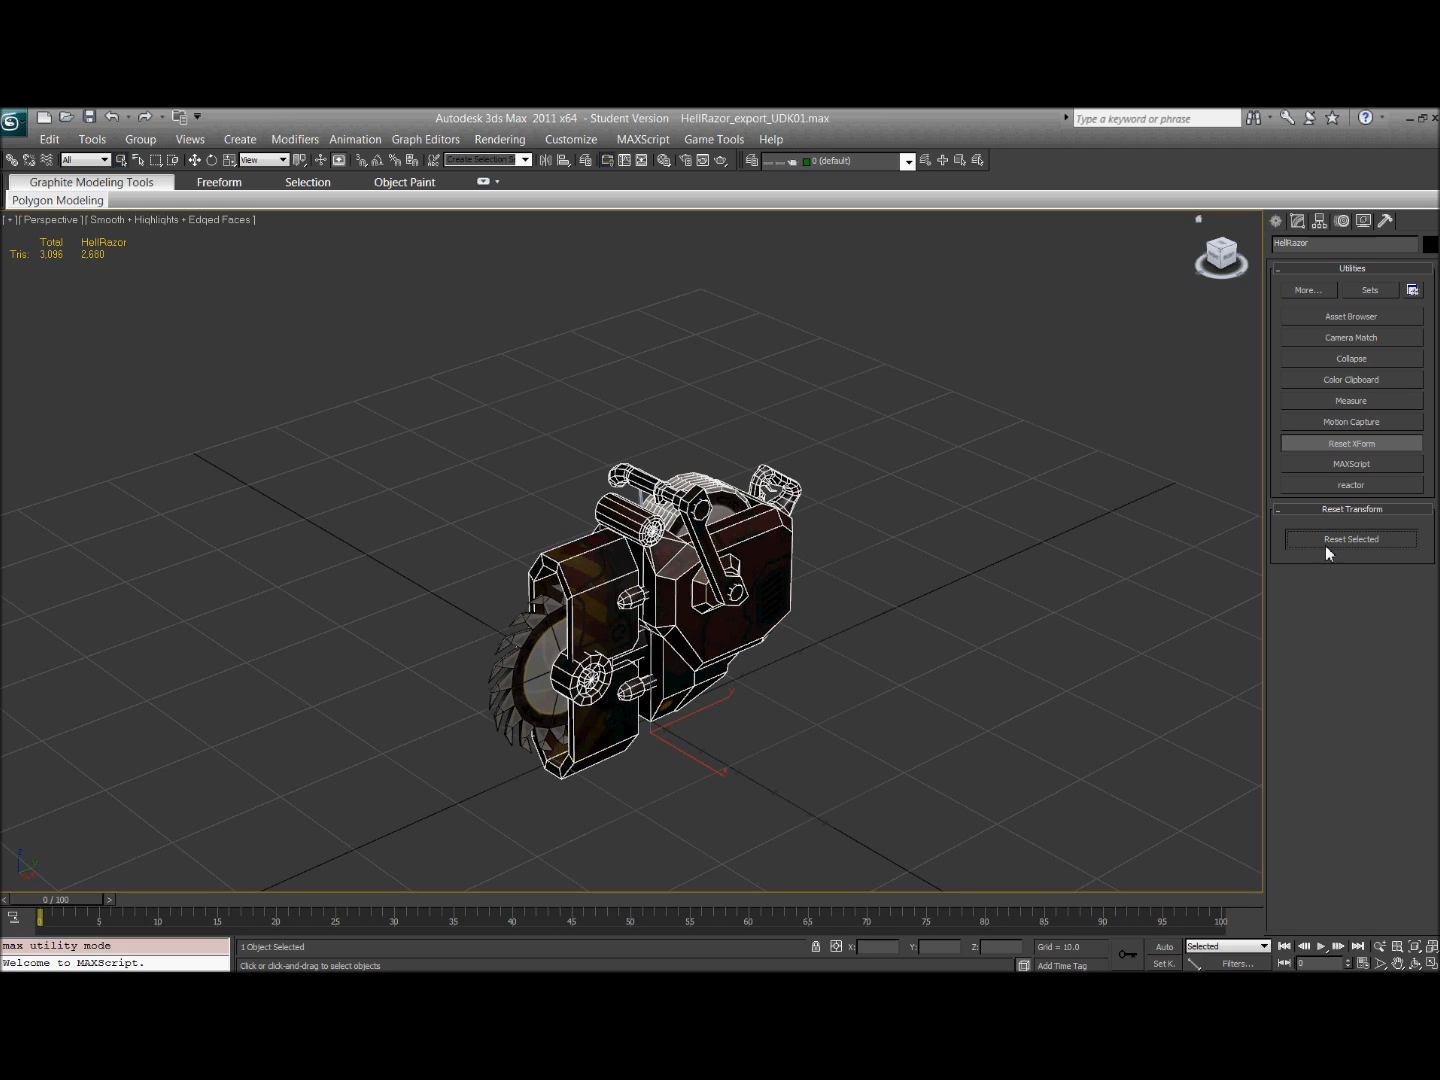 Autodesk 3ds Max 2011 x64 - Student Version HellRazor_export_UDK01.max
Type a keyword or phrase
Edit Tools Group Views Create Modifiers Animation Graph Editors Rendering Customize MAXScript Game Tools Help
All View Create Selection Se 0 (default)
Graphite Modeling Tools Freeform Selection Object Paint
Polygon Modeling
[ + ][ Perspective ][ Smooth + Highlights + Edged Faces ]
Total HellRazor
Tris: 3,096 2,680
HellRazor
Utilities
More... Sets
Asset Browser
Camera Match
Collapse
Color Clipboard
Measure
Motion Capture
Reset XForm
MAXScript
reactor
Reset Transform
Reset Selected
0 / 100
0 5 10 15 20 25 30 35 40 45 50 55 60 65 70 75 80 85 90 95 100
max utility mode
Welcome to MAXScript.
1 Object Selected X: Y: Z: Grid = 10.0 Auto Selected
Click or click-and-drag to select objects Add Time Tag Set K. Filters... 0